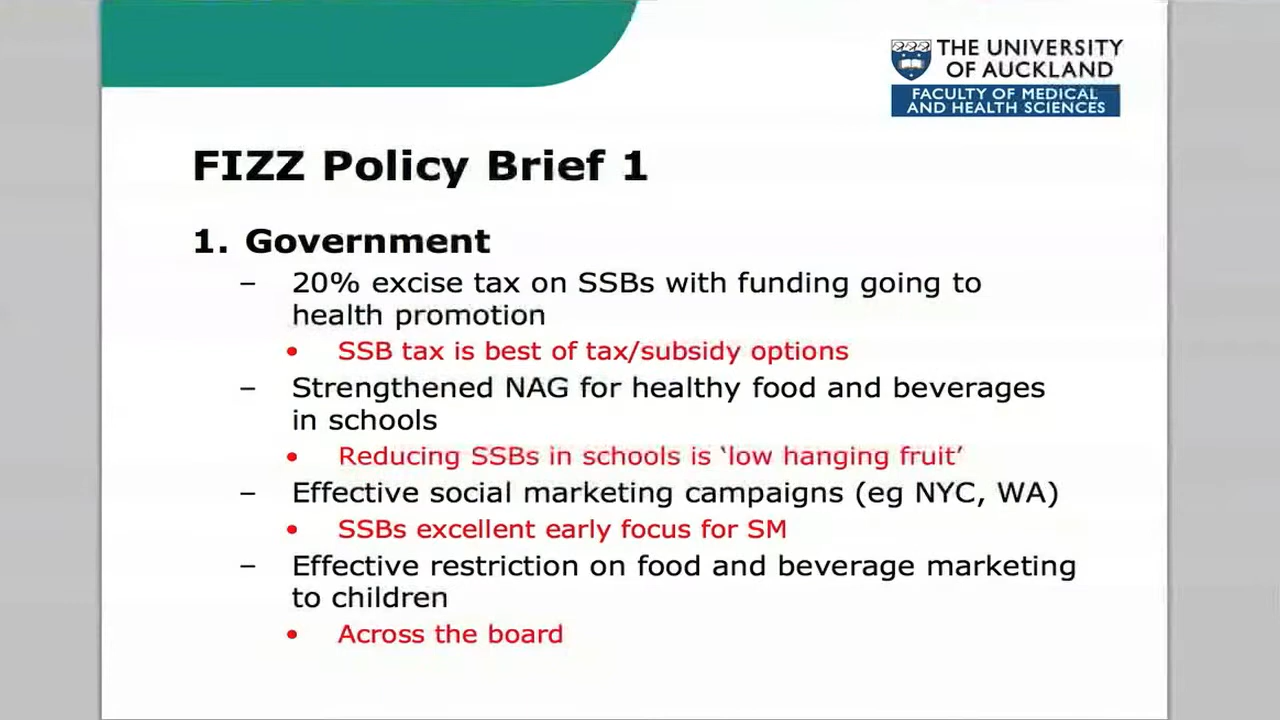 THE UNIVERSITY
OF AUCKLAND
FACULTY OF MEDICAL
AND HEALTH SCIENCES
FIZZ Policy Brief 1
1. Government
– 20% excise tax on SSBs with funding going to
health promotion
• SSB tax is best of tax/subsidy options
– Strengthened NAG for healthy food and beverages
in schools
• Reducing SSBs in schools is ‘low hanging fruit’
– Effective social marketing campaigns (eg NYC, WA)
• SSBs excellent early focus for SM
– Effective restriction on food and beverage marketing
to children
• Across the board